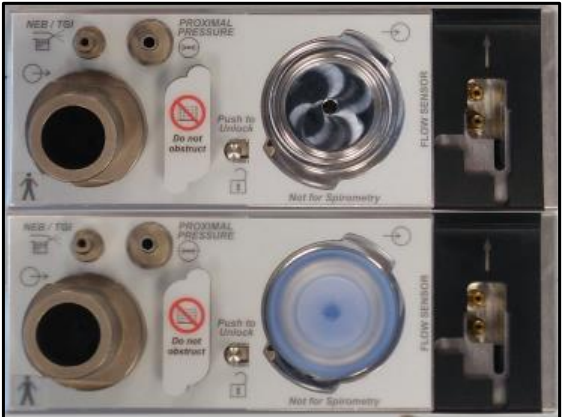 NEB / TGI
PROXIMAL
PRESSURE
Do not
obstruct
Push to
Unlock
Not for Spirometry
FLOW SENSOR
NEB / TGI
PROXIMAL
PRESSURE
Do not
obstruct
Push to
Unlock
Not for Spirometry
FLOW SENSOR